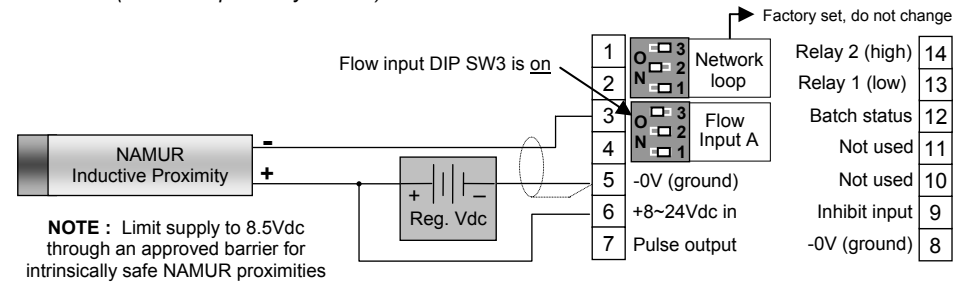 Factory set, do not change
Flow input DIP SW3 is on
1
2
3
4
5
6
7
O
N
3
2
1
Network
loop
O
N
3
2
1
Flow
Input A
-0V (ground)
+8~24Vdc in
Pulse output
Relay 2 (high) 14
Relay 1 (low) 13
Batch status 12
Not used 11
Not used 10
Inhibit input 9
-0V (ground) 8
NAMUR
Inductive Proximity
-
+
+ –
Reg. Vdc
NOTE : Limit supply to 8.5Vdc
through an approved barrier for
intrinsically safe NAMUR proximities